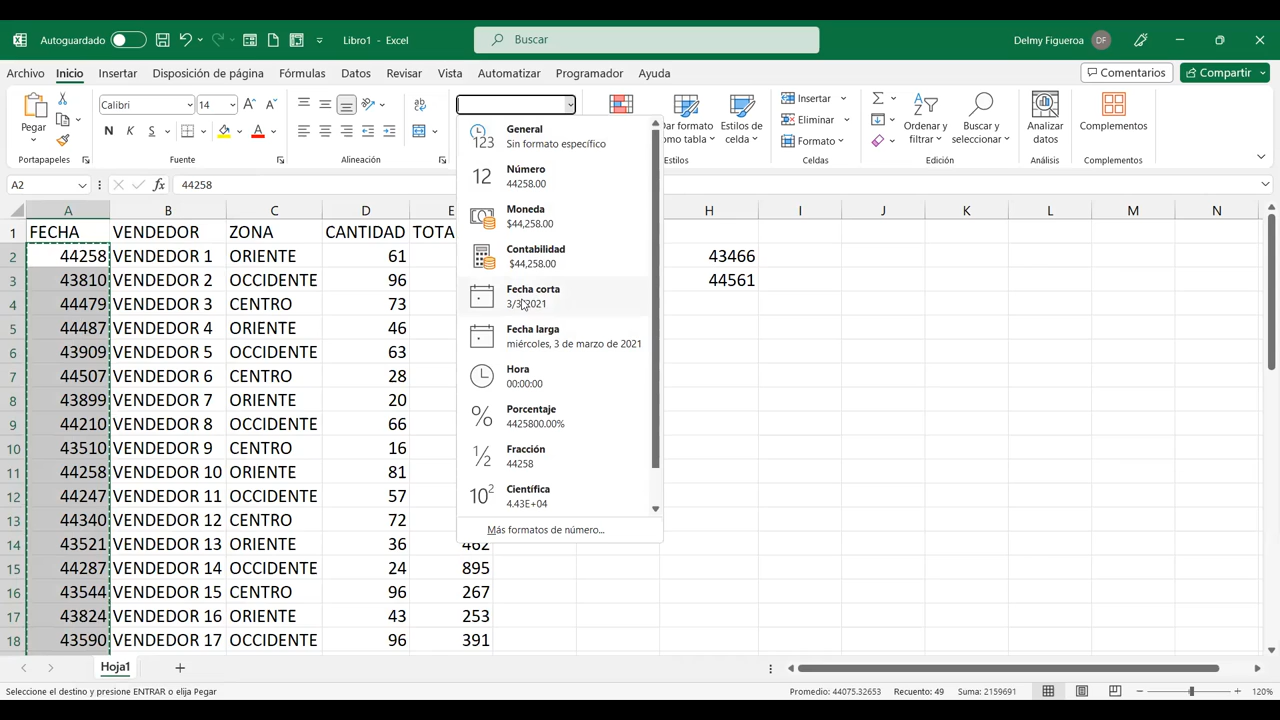 Autoguardado
Libro1 - Excel
Buscar
Delmy Figueroa DF
Archivo Inicio Insertar Disposición de página Fórmulas Datos Revisar Vista Automatizar Programador Ayuda
Comentarios Compartir
Pegar
Portapapeles
Calibri 14
N K S
Fuente
ab
Alineación
Dar formato
como tabla
Estilos de
celda
Estilos
Insertar
Eliminar
Formato
Celdas
Ordenar y
filtrar
Buscar y
seleccionar
Edición
Analizar
datos
Análisis
Complementos
Complementos
A2 fx 44258
General
Sin formato específico
Número
44258.00
Moneda
$44,258.00
Contabilidad
$44,258.00
Fecha corta
3/3/2021
Fecha larga
miércoles, 3 de marzo de 2021
Hora
00:00:00
Porcentaje
4425800.00%
Fracción
44258
Científica
4.43E+04
Más formatos de número...
A B C D E H I J K L M N
1 FECHA VENDEDOR ZONA CANTIDAD TOTA
2 44258 VENDEDOR 1 ORIENTE 61 43466
3 43810 VENDEDOR 2 OCCIDENTE 96 44561
4 44479 VENDEDOR 3 CENTRO 73
5 44487 VENDEDOR 4 ORIENTE 46
6 43909 VENDEDOR 5 OCCIDENTE 63
7 44507 VENDEDOR 6 CENTRO 28
8 43899 VENDEDOR 7 ORIENTE 20
9 44210 VENDEDOR 8 OCCIDENTE 66
10 43510 VENDEDOR 9 CENTRO 16
11 44258 VENDEDOR 10 ORIENTE 81
12 44247 VENDEDOR 11 OCCIDENTE 57
13 44340 VENDEDOR 12 CENTRO 72
14 43521 VENDEDOR 13 ORIENTE 36 462
15 44287 VENDEDOR 14 OCCIDENTE 24 895
16 43544 VENDEDOR 15 CENTRO 96 267
17 43824 VENDEDOR 16 ORIENTE 43 253
18 43590 VENDEDOR 17 OCCIDENTE 96 391
Hoja1
Seleccione el destino y presione ENTRAR o elija Pegar
Promedio: 44075.32653 Recuento: 49 Suma: 2159691
120%